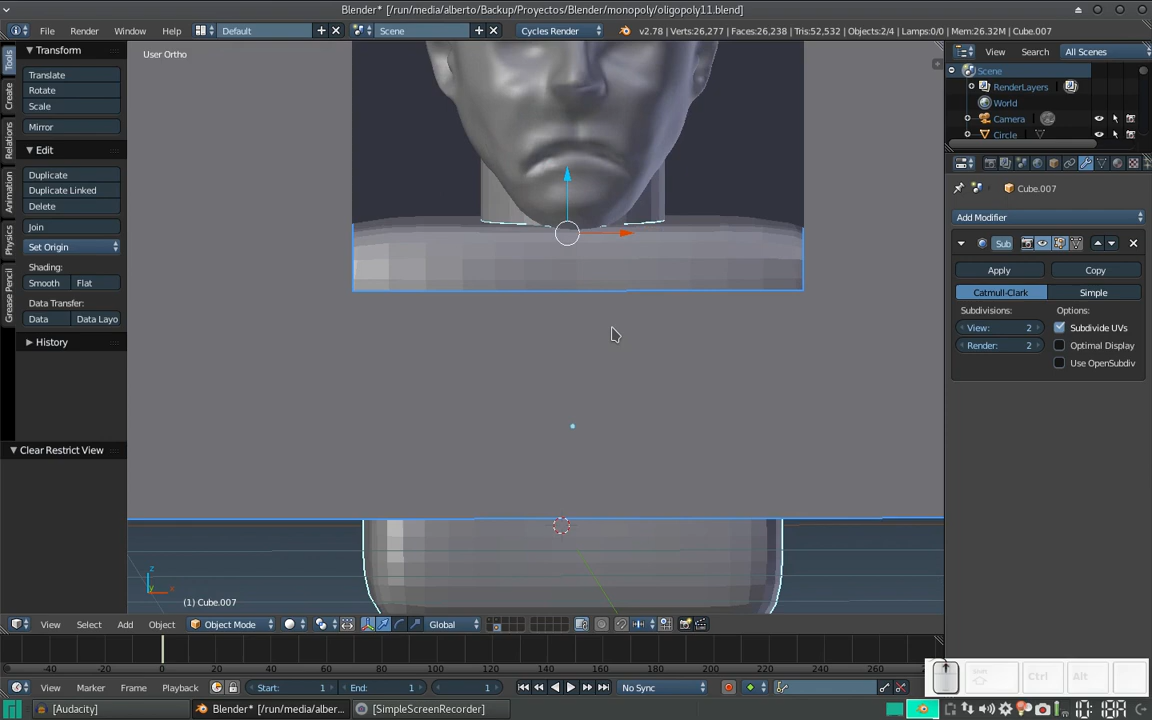 Blender* [/run/media/alberto/Backup/Proyectos/Blender/monopoly/oligopoly11.blend]
File Render Window Help Default Scene Cycles Render v2.78 | Verts:26,277 | Faces:26,238 | Tris:52,532 | Objects:2/4 | Lamps:0/0 | Mem:26.32M | Cube.007
Tools
Create
Relations
Animation
Physics
Grease Pencil
Transform
Translate
Rotate
Scale
Mirror
Edit
Duplicate
Duplicate Linked
Delete
Join
Set Origin
Shading:
Smooth Flat
Data Transfer:
Data Data Layo
History
Clear Restrict View
User Ortho
z
x
(1) Cube.007
View Select Add Object Object Mode Global
View Search All Scenes
Scene
RenderLayers
World
Camera
Circle
Cube.007
Add Modifier
Sub
Apply Copy
Catmull-Clark Simple
Subdivisions: Options:
View: 2 Subdivide UVs
Render: 2 Optimal Display
Use OpenSubdiv
-40 -20 0 20 40 60 80 100 120 140 160 180 200 220 240 260
View Marker Frame Playback Start: 1 End: 1 1 No Sync
Shift Ctrl Alt
[Audacity] Blender* [/run/media/alber... [SimpleScreenRecorder]